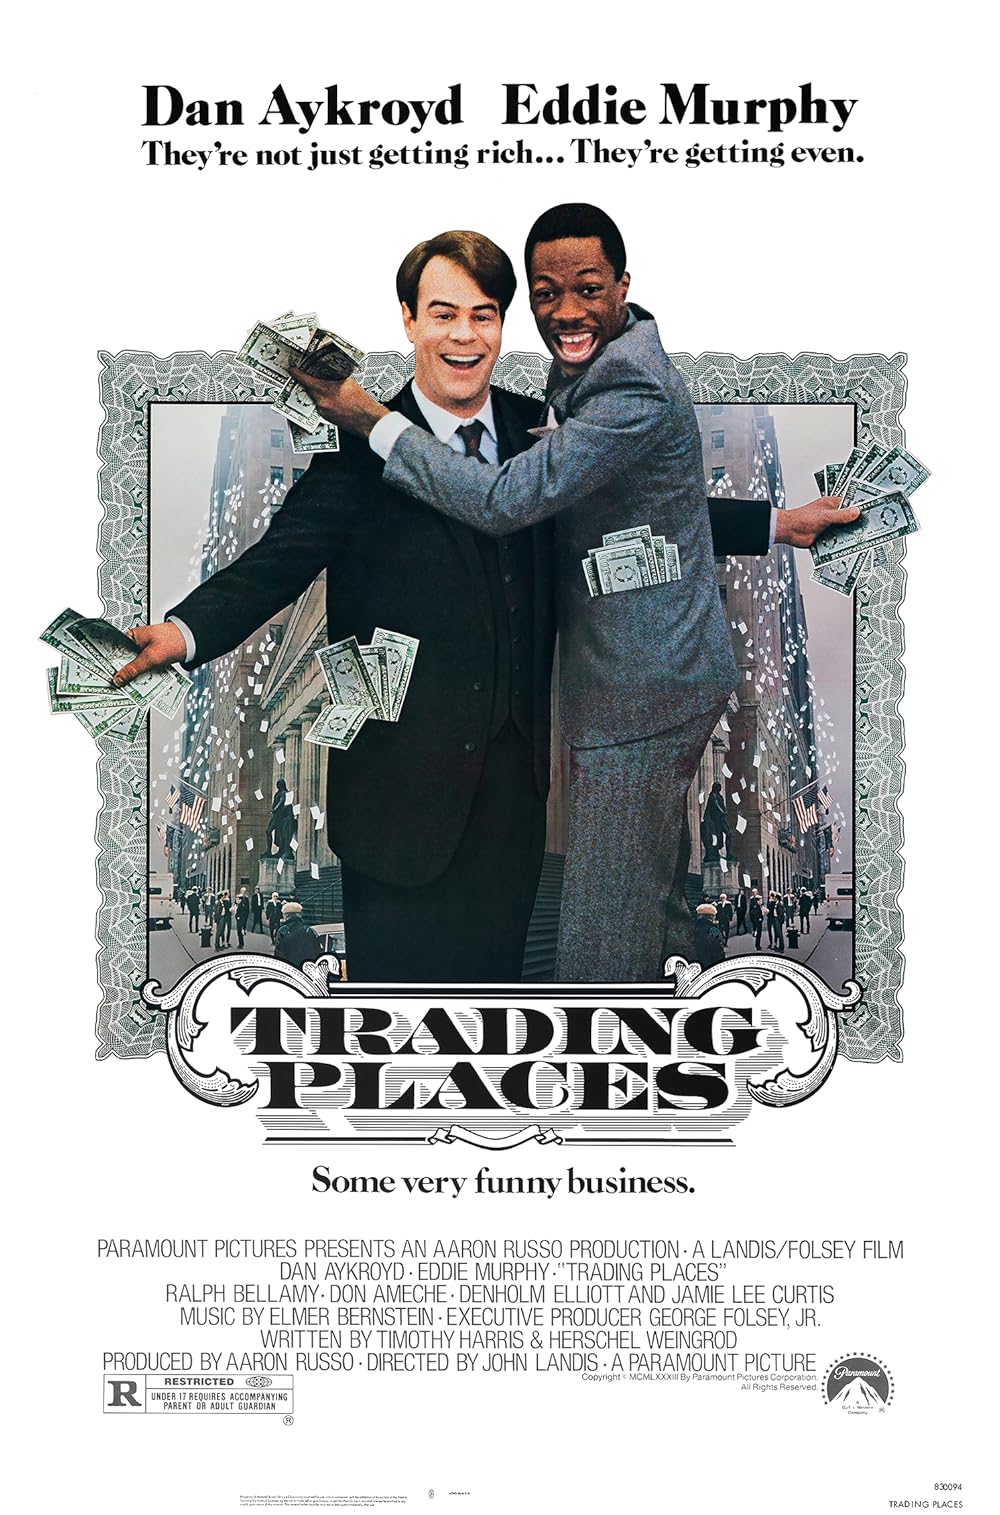 Dan Aykroyd Eddie Murphy
They're not just getting rich... They're getting even.
TRADING
PLACES
Some very funny business.
PARAMOUNT PICTURES PRESENTS AN AARON RUSSO PRODUCTION · A LANDIS/FOLSEY FILM
DAN AYKROYD · EDDIE MURPHY · "TRADING PLACES"
RALPH BELLAMY · DON AMECHE · DENHOLM ELLIOTT AND JAMIE LEE CURTIS
MUSIC BY ELMER BERNSTEIN · EXECUTIVE PRODUCER GEORGE FOLSEY, JR.
WRITTEN BY TIMOTHY HARRIS & HERSCHEL WEINGROD
PRODUCED BY AARON RUSSO · DIRECTED BY JOHN LANDIS · A PARAMOUNT PICTURE
Copyright © MCMLXXXIII By Paramount Pictures Corporation.
All Rights Reserved.
R RESTRICTED
UNDER 17 REQUIRES ACCOMPANYING
PARENT OR ADULT GUARDIAN
®
Paramount
A
Gulf + Western
Company
®
830094
TRADING PLACES